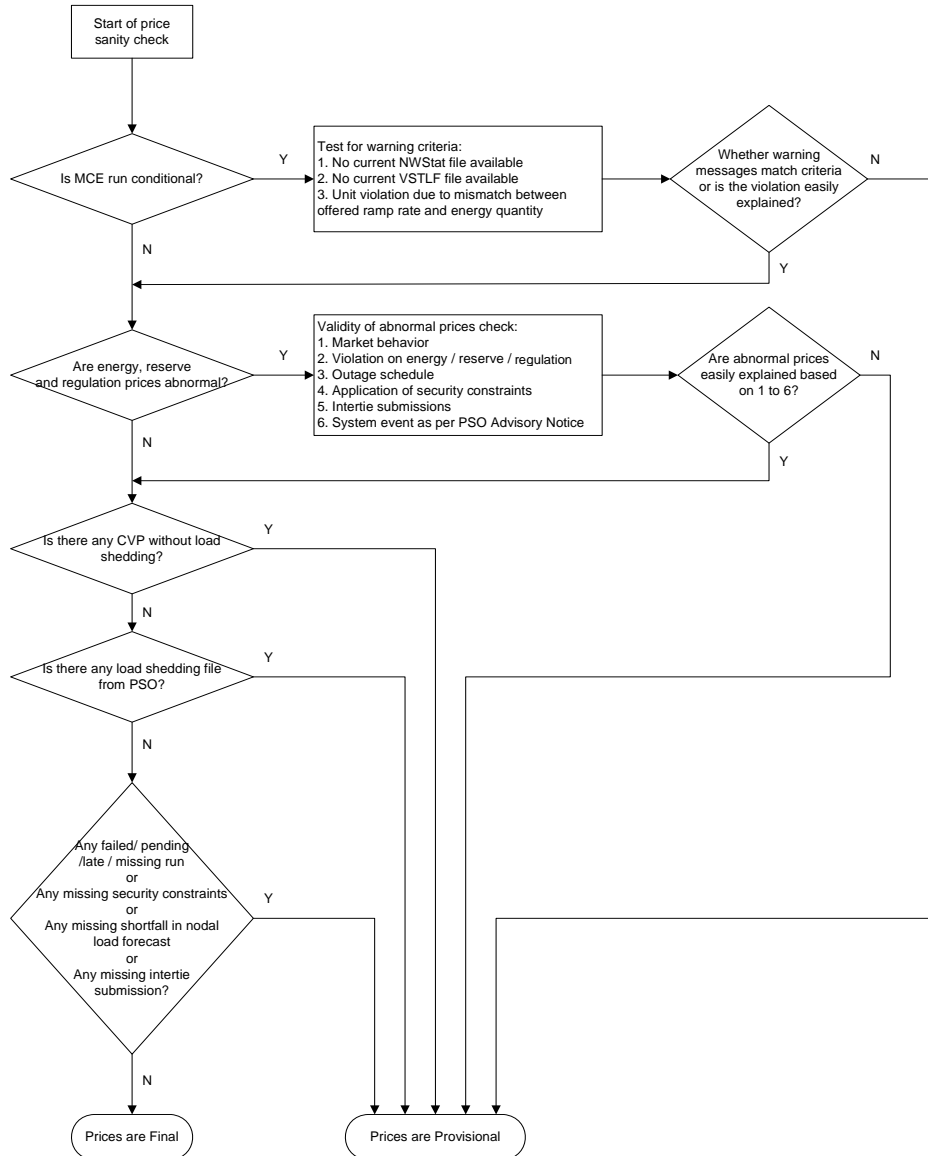 Start of price
sanity check
Is MCE run conditional?
Y
N
Test for warning criteria:
1. No current NWStat file available
2. No current VSTLF file available
3. Unit violation due to mismatch between
offered ramp rate and energy quantity
Whether warning
messages match criteria
or is the violation easily
explained?
N
Y
Are energy, reserve
and regulation prices abnormal?
Y
N
Validity of abnormal prices check:
1. Market behavior
2. Violation on energy / reserve / regulation
3. Outage schedule
4. Application of security constraints
5. Intertie submissions
6. System event as per PSO Advisory Notice
Are abnormal prices
easily explained based
on 1 to 6?
N
Y
Is there any CVP without load
shedding?
Y
N
Is there any load shedding file
from PSO?
Y
N
Any failed/ pending
/late / missing run
or
Any missing security constraints
or
Any missing shortfall in nodal
load forecast
or
Any missing intertie
submission?
Y
N
Prices are Final
Prices are Provisional